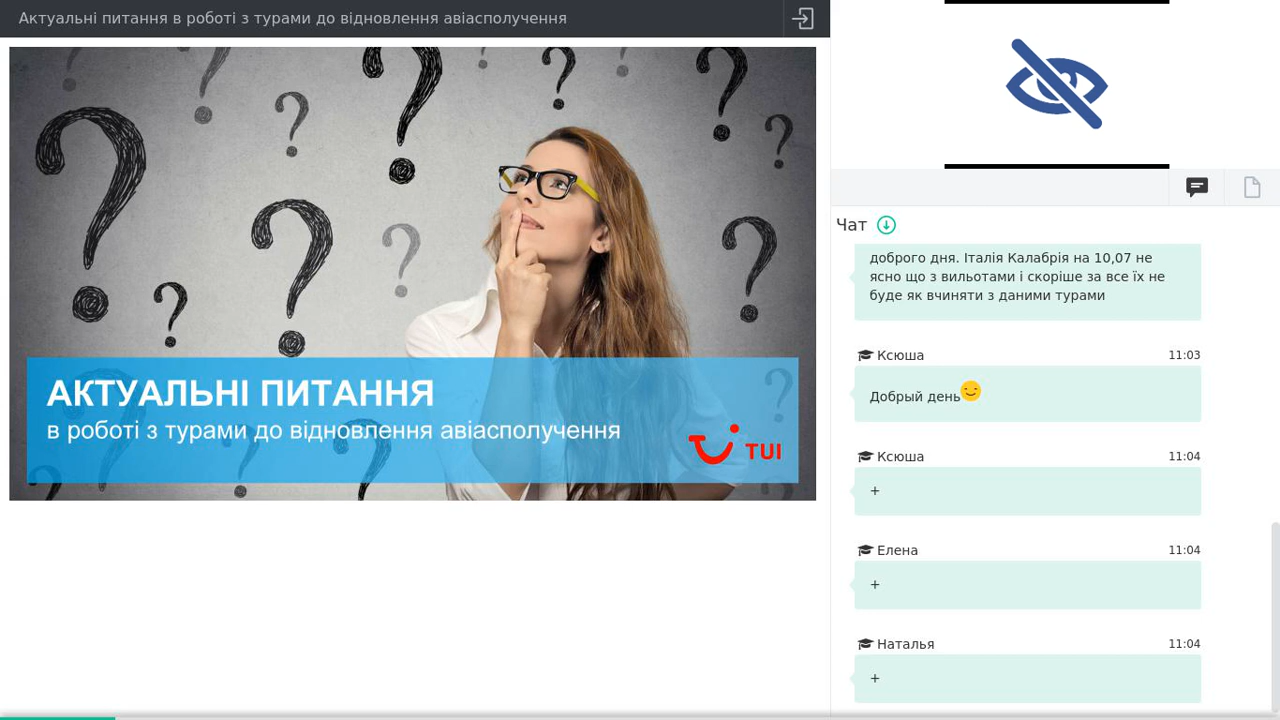 Актуальні питання в роботі з турами до відновлення авіасполучення
АКТУАЛЬНІ ПИТАННЯ
в роботі з турами до відновлення авіасполучення
TUI
Чат
доброго дня. Італія Калабрія на 10,07 не
ясно що з вильотами і скоріше за все їх не
буде як вчиняти з даними турами
Ксюша 11:03
Добрый день
Ксюша 11:04
+
Елена 11:04
+
Наталья 11:04
+